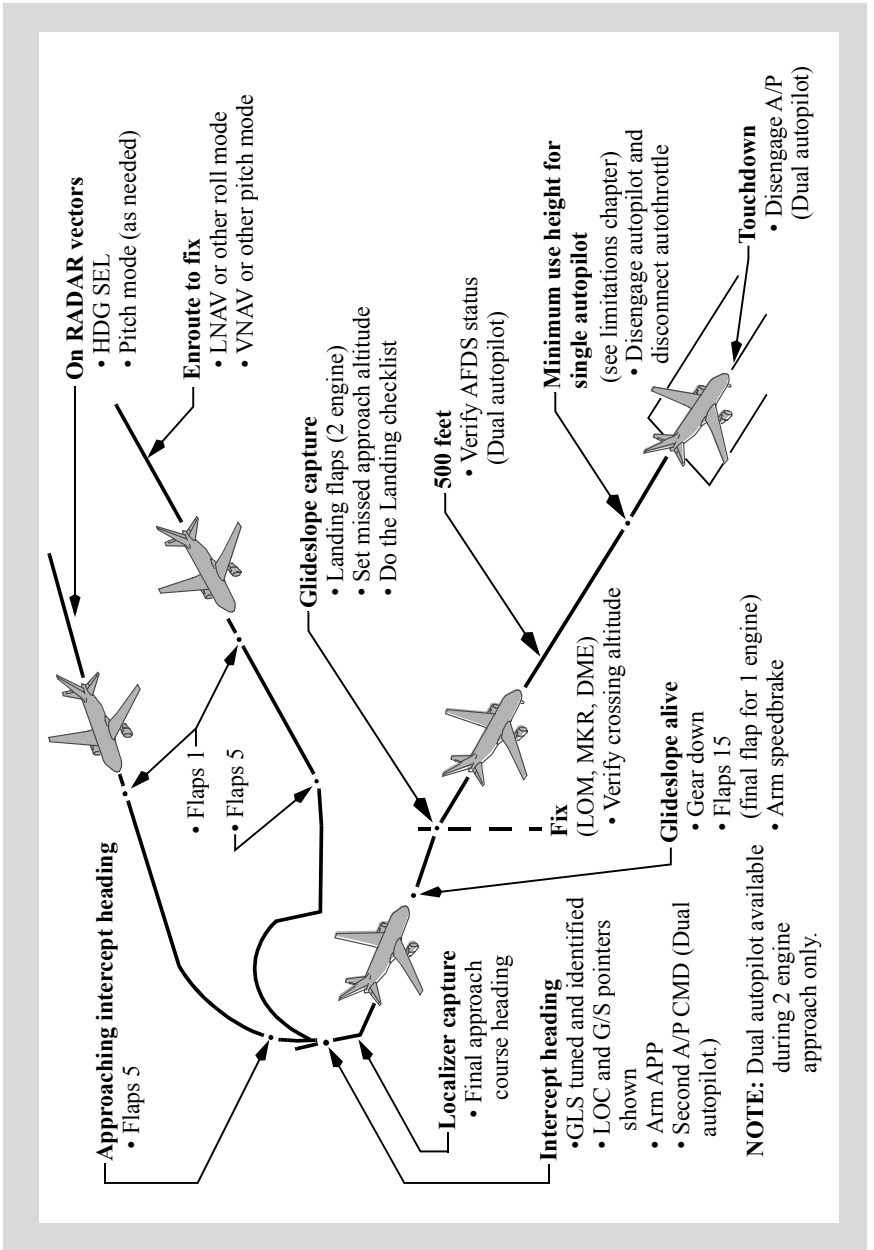 On RADAR vectors
• HDG SEL
• Pitch mode (as needed)
Enroute to fix
• LNAV or other roll mode
• VNAV or other pitch mode
Approaching intercept heading
• Flaps 5
• Flaps 1
• Flaps 5
Glideslope capture
• Landing flaps (2 engine)
• Set missed approach altitude
• Do the Landing checklist
Localizer capture
• Final approach
course heading
500 feet
• Verify AFDS status
(Dual autopilot)
Intercept heading
•GLS tuned and identified
• LOC and G/S pointers
shown
• Arm APP
• Second A/P CMD (Dual
autopilot.)
Fix
(LOM, MKR, DME)
• Verify crossing altitude
Minimum use height for
single autopilot
(see limitations chapter)
• Disengage autopilot and
disconnect autothrottle
Glideslope alive
• Gear down
• Flaps 15
(final flap for 1 engine)
• Arm speedbrake
Touchdown
• Disengage A/P
(Dual autopilot)
NOTE: Dual autopilot available
during 2 engine
approach only.